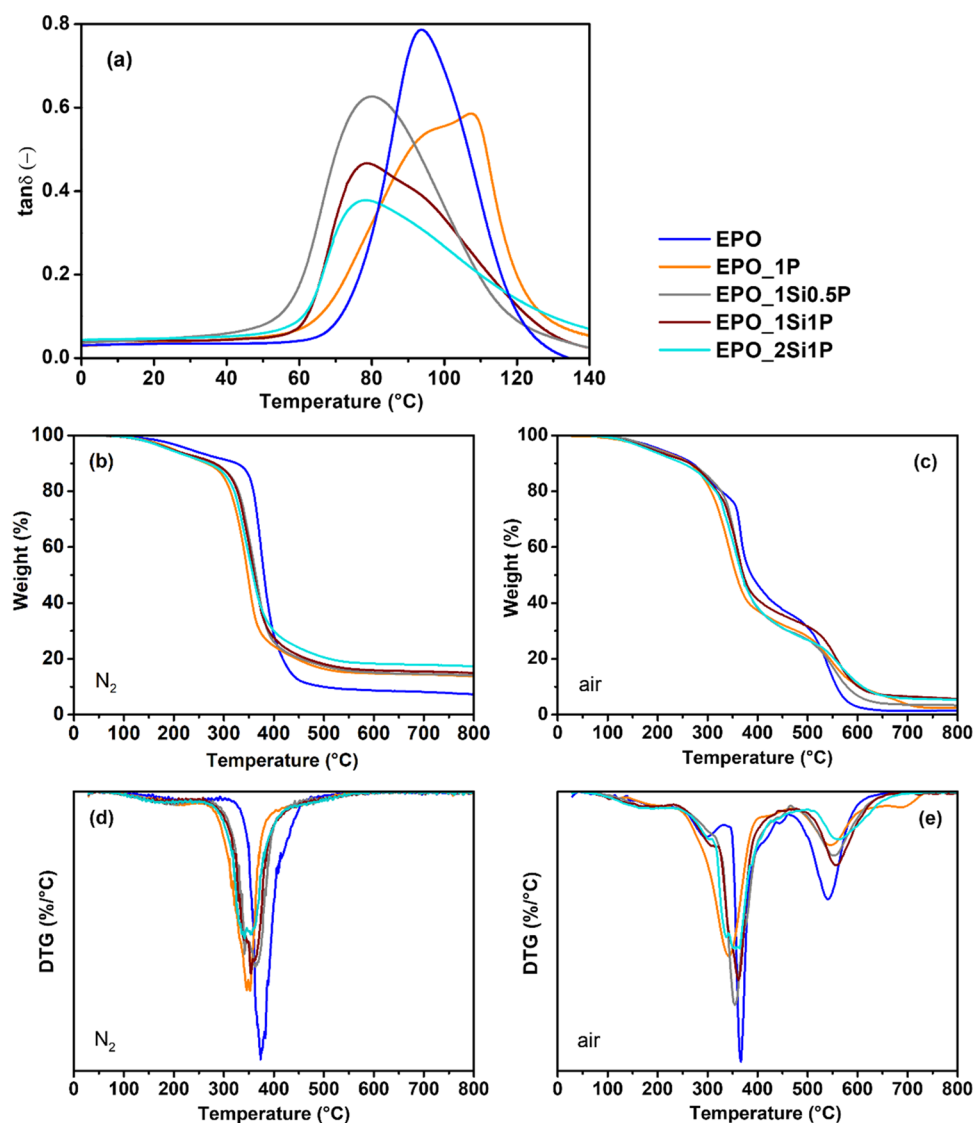 (a)
0.8
0.6
0.4
0.2
0.0
tanδ (−)
0 20 40 60 80 100 120 140
Temperature (°C)
EPO
EPO_1P
EPO_1Si0.5P
EPO_1Si1P
EPO_2Si1P
(b)
100
80
60
40
20
0
Weight (%)
N₂
0 100 200 300 400 500 600 700 800
Temperature (°C)
(c)
100
80
60
40
20
0
Weight (%)
air
0 100 200 300 400 500 600 700 800
Temperature (°C)
(d)
DTG (%/°C)
N₂
0 100 200 300 400 500 600 700 800
Temperature (°C)
(e)
DTG (%/°C)
air
0 100 200 300 400 500 600 700 800
Temperature (°C)